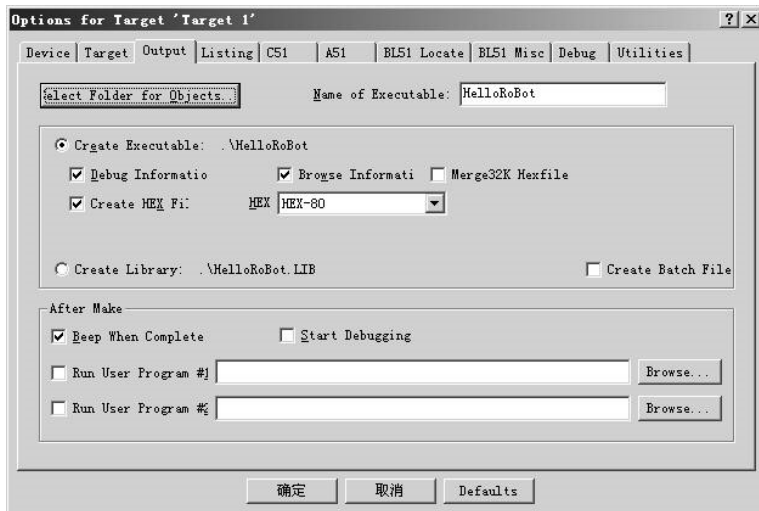 Options for Target 'Target 1'
Device Target Output Listing C51 A51 BL51 Locate BL51 Misc Debug Utilities
Select Folder for Objects.. Name of Executable: HelloRoBot
Create Executable: .\HelloRoBot
Debug Informatio Browse Informati Merge32K Hexfile
Create HEX Fi: HEX HEX-80
Create Library: .\HelloRoBot.LIB Create Batch File
After Make
Beep When Complete Start Debugging
Run User Program #1 Browse...
Run User Program #2 Browse...
确定 取消 Defaults